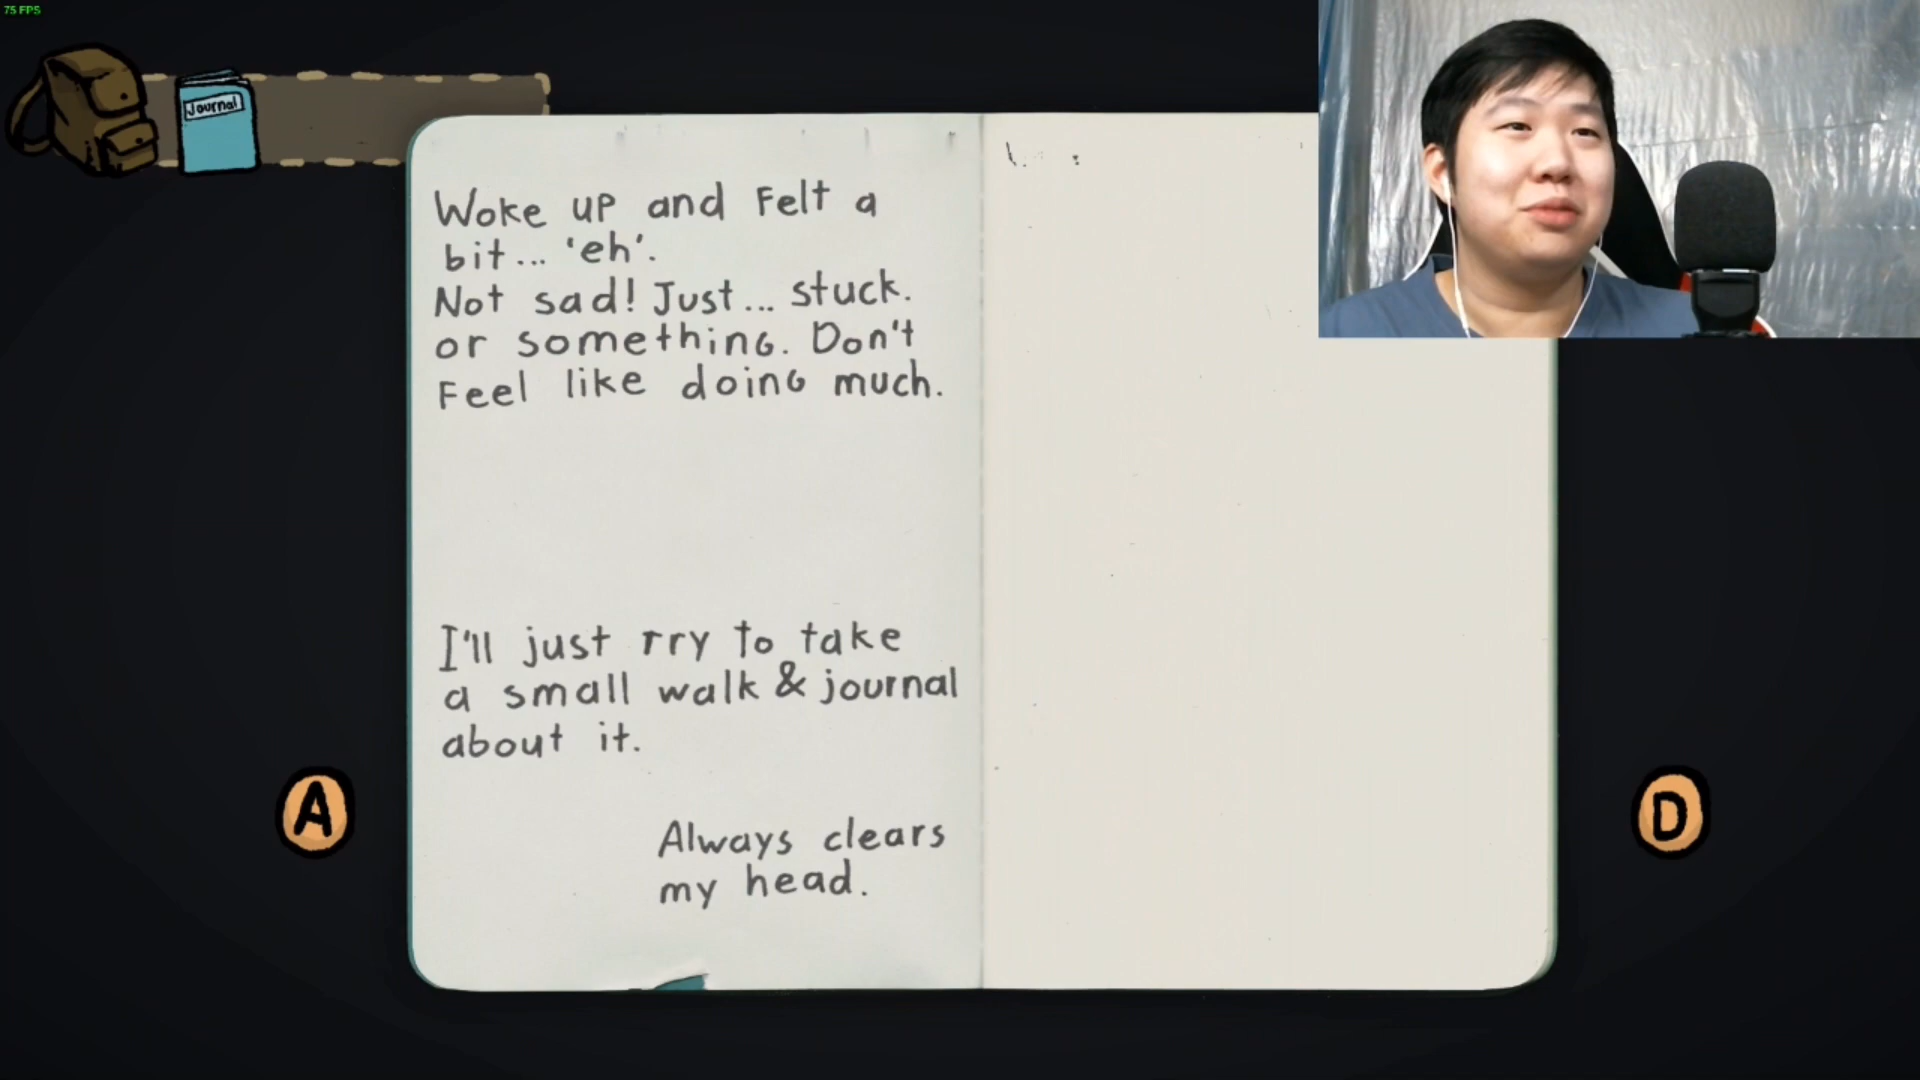 75 FPS
Journal
Woke up and Felt a
bit... 'eh'.
Not sad! Just... stuck.
or something. Don't
Feel like doing much.
I'll just rry to take
a small walk & journal
about it.
Always clears
my head.
A
D